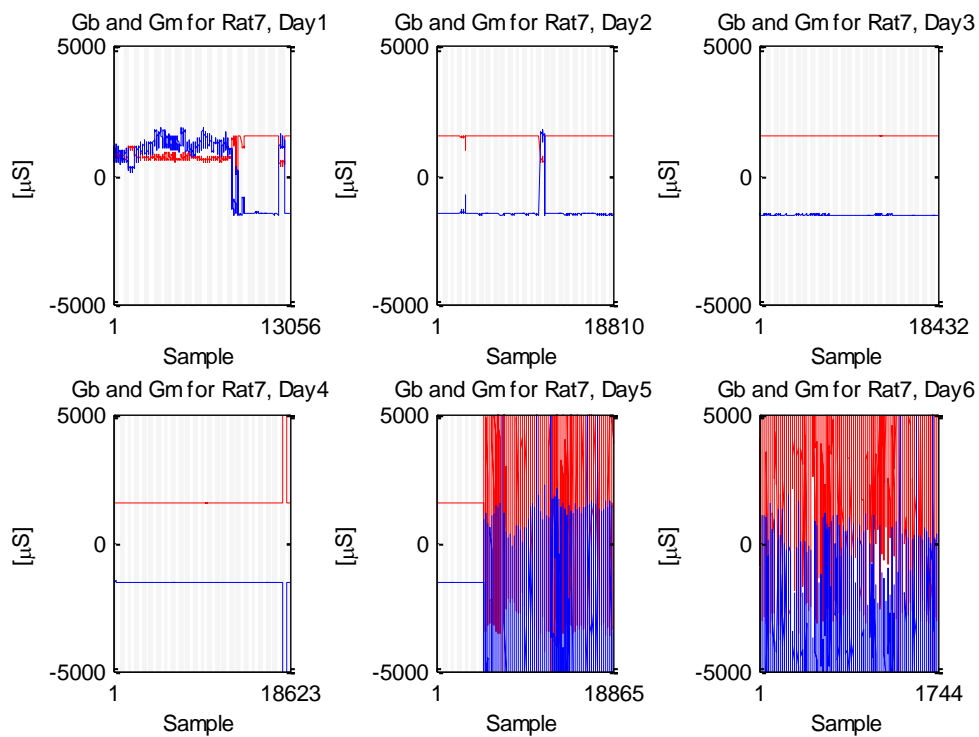 Gb and Gm for Rat7, Day1
5000
0
-5000
[µS]
1
13056
Sample
Gb and Gm for Rat7, Day2
5000
0
-5000
[µS]
1
18810
Sample
Gb and Gm for Rat7, Day3
5000
0
-5000
[µS]
1
18432
Sample
Gb and Gm for Rat7, Day4
5000
0
-5000
[µS]
1
18623
Sample
Gb and Gm for Rat7, Day5
5000
0
-5000
[µS]
1
18865
Sample
Gb and Gm for Rat7, Day6
5000
0
-5000
[µS]
1
1744
Sample